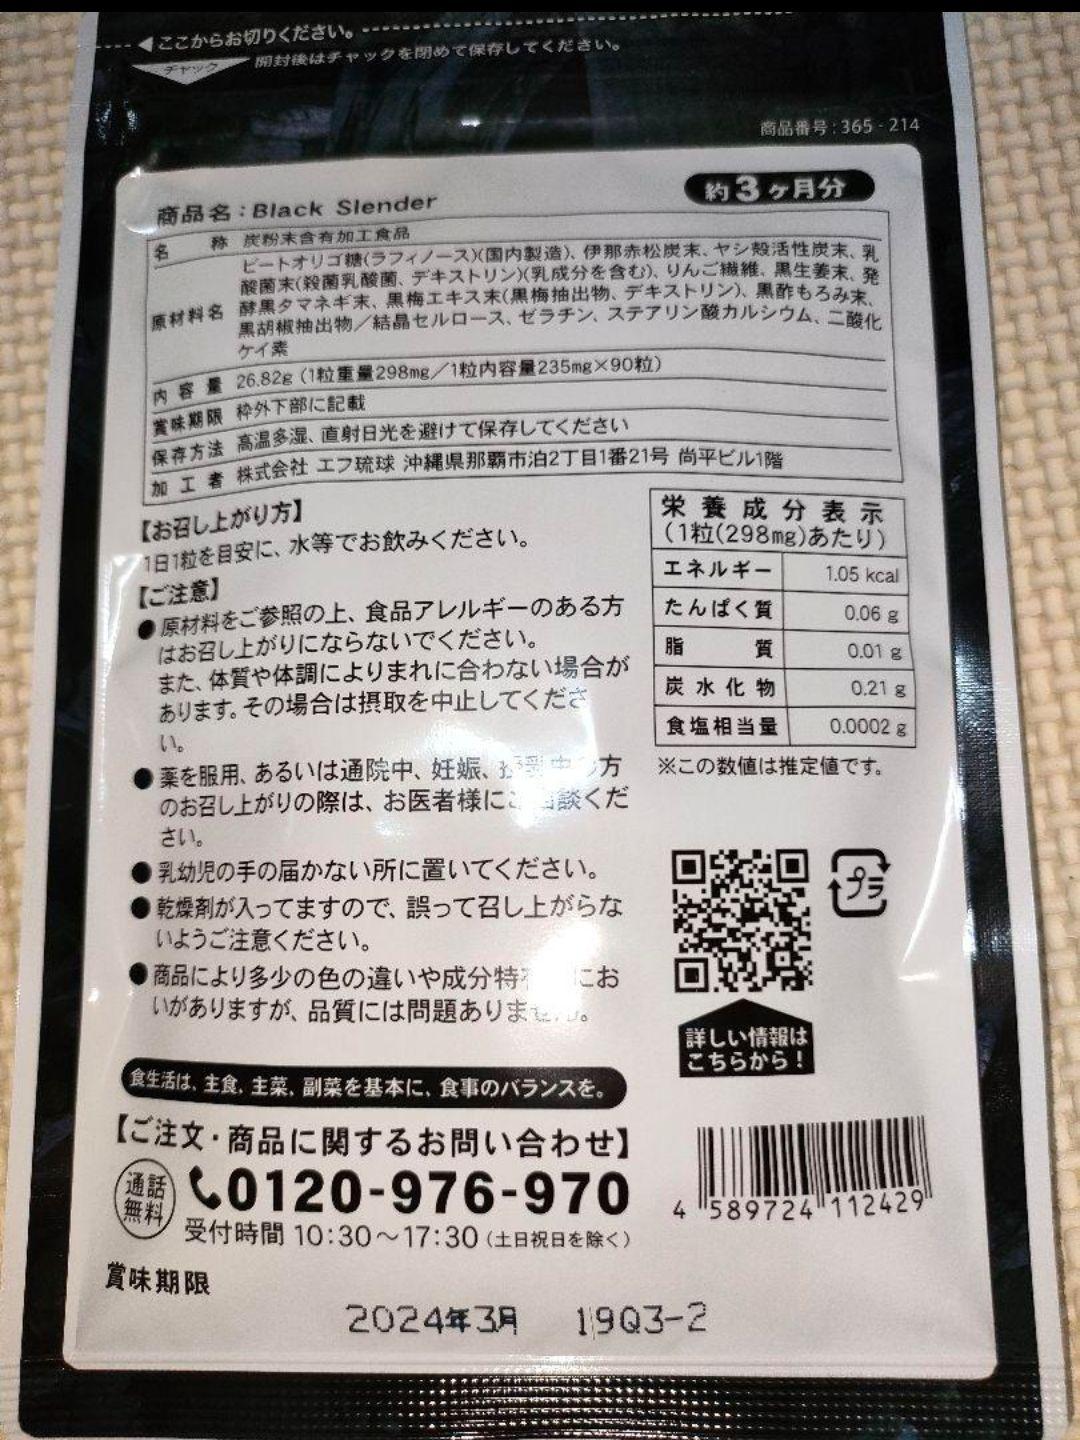 ◀ここからお切りください。
チャック
開封後はチャックを閉めて保存してください。
商品番号:365-214
商品名:Black Slender
約3ヶ月分
名称 炭粉末含有加工食品
原材料名 ビートオリゴ糖(ラフィノース)(国内製造)、伊那赤松炭末、ヤシ殻活性炭末、乳
酸菌末(殺菌乳酸菌、デキストリン)(乳成分を含む)、りんご繊維、黒生姜末、発
酵黒タマネギ末、黒梅エキス末(黒梅抽出物、デキストリン)、黒酢もろみ末、
黒胡椒抽出物/結晶セルロース、ゼラチン、ステアリン酸カルシウム、二酸化
ケイ素
内容量 26.82g(1粒重量298mg/1粒内容量235mg×90粒)
賞味期限 枠外下部に記載
保存方法 高温多湿、直射日光を避けて保存してください
加工者 株式会社 エフ琉球 沖縄県那覇市泊2丁目1番21号 尚平ビル1階
【お召し上がり方】
1日1粒を目安に、水等でお飲みください。
【ご注意】
●原材料をご参照の上、食品アレルギーのある方
はお召し上がりにならないでください。
また、体質や体調によりまれに合わない場合が
あります。その場合は摂取を中止してくださ
い。
●薬を服用、あるいは通院中、妊娠、授乳中の方
のお召し上がりの際は、お医者様にご相談くだ
さい。
●乳幼児の手の届かない所に置いてください。
●乾燥剤が入ってますので、誤って召し上がらな
いようご注意ください。
●商品により多少の色の違いや成分特有 にお
いがありますが、品質には問題ありません。
栄養成分表示
(1粒(298mg)あたり)
エネルギー 1.05 kcal
たんぱく質 0.06 g
脂質 0.01 g
炭水化物 0.21 g
食塩相当量 0.0002 g
※この数値は推定値です。
プラ
詳しい情報は
こちらから!
食生活は、主食、主菜、副菜を基本に、食事のバランスを。
【ご注文・商品に関するお問い合わせ】
通話
無料
0120-976-970
受付時間 10:30〜17:30(土日祝日を除く)
4 589724 112429
賞味期限
2024年3月 19Q3-2